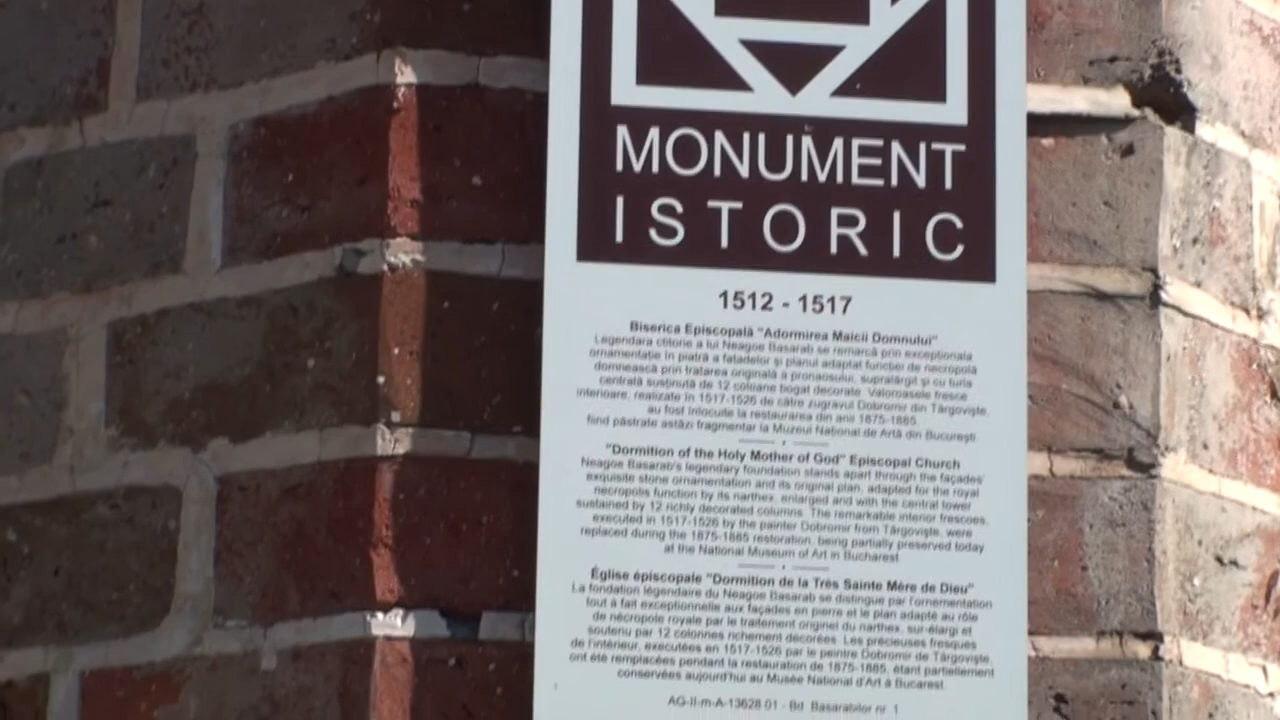 MONUMENT
ISTORIC
1512 - 1517
Biserica Episcopală "Adormirea Maicii Domnului"
Legendara ctitorie a lui Neagoe Basarab se remarcă prin excepționala
ornamentație în piatră a fațadelor și planul adaptat funcției de necropolă
domnească prin tratarea originală a pronaosului, supralărgit și cu turla
centrală susținută de 12 coloane bogat decorate. Valoroasele fresce
interioare, realizate în 1517-1526 de către zugravul Dobromir din Târgoviște,
au fost înlocuite la restaurarea din anii 1875-1885,
fiind păstrate astăzi fragmentar la Muzeul Național de Artă din București.
"Dormition of the Holy Mother of God" Episcopal Church
Neagoe Basarab's legendary foundation stands apart through the façades'
exquisite stone ornamentation and its original plan, adapted for the royal
necropolis function by its narthex, enlarged and with the central tower
sustained by 12 richly decorated columns. The remarkable interior frescoes,
executed in 1517-1526 by the painter Dobromir from Târgoviște, were
replaced during the 1875-1885 restoration, being partially preserved today
at the National Museum of Art in Bucharest.
Église épiscopale "Dormition de la Très Sainte Mère de Dieu"
La fondation légendaire du Neagoe Basarab se distingue par l'ornementation
tout à fait exceptionnelle aux façades en pierre et le plan adapté au rôle
de nécropole royale par le traitement originel du narthex, sur-élargi et
soutenu par 12 colonnes richement décorées. Les précieuses fresques
de l'intérieur, executées en 1517-1526 par le peintre Dobromir de Târgoviște,
ont été remplacées pendant la restauration de 1875-1885, étant partiellement
conservées aujourd'hui au Musée National d'Art à Bucarest.
AG-II-m-A-13628.01 - Bd. Basarabilor nr. 1